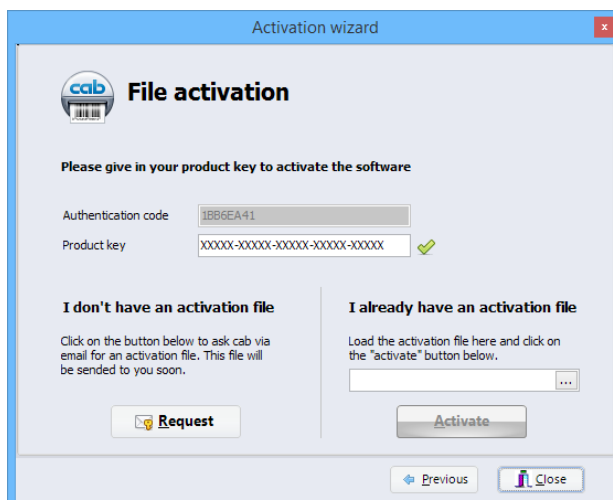 Activation wizard
x
cab
File activation
Please give in your product key to activate the software
Authentication code
1BB6EA41
Product key
XXXXX-XXXXX-XXXXX-XXXXX-XXXXX
I don't have an activation file
Click on the button below to ask cab via
email for an activation file. This file will
be sended to you soon.
Request
I already have an activation file
Load the activation file here and click on
the "activate" button below.
...
Activate
Previous
Close